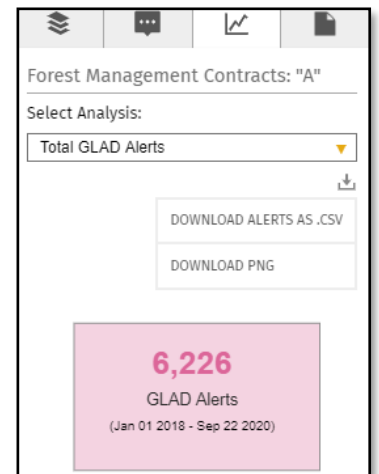 Forest Management Contracts: "A"
Select Analysis:
Total GLAD Alerts
DOWNLOAD ALERTS AS .CSV
DOWNLOAD PNG
6,226
GLAD Alerts
(Jan 01 2018 - Sep 22 2020)